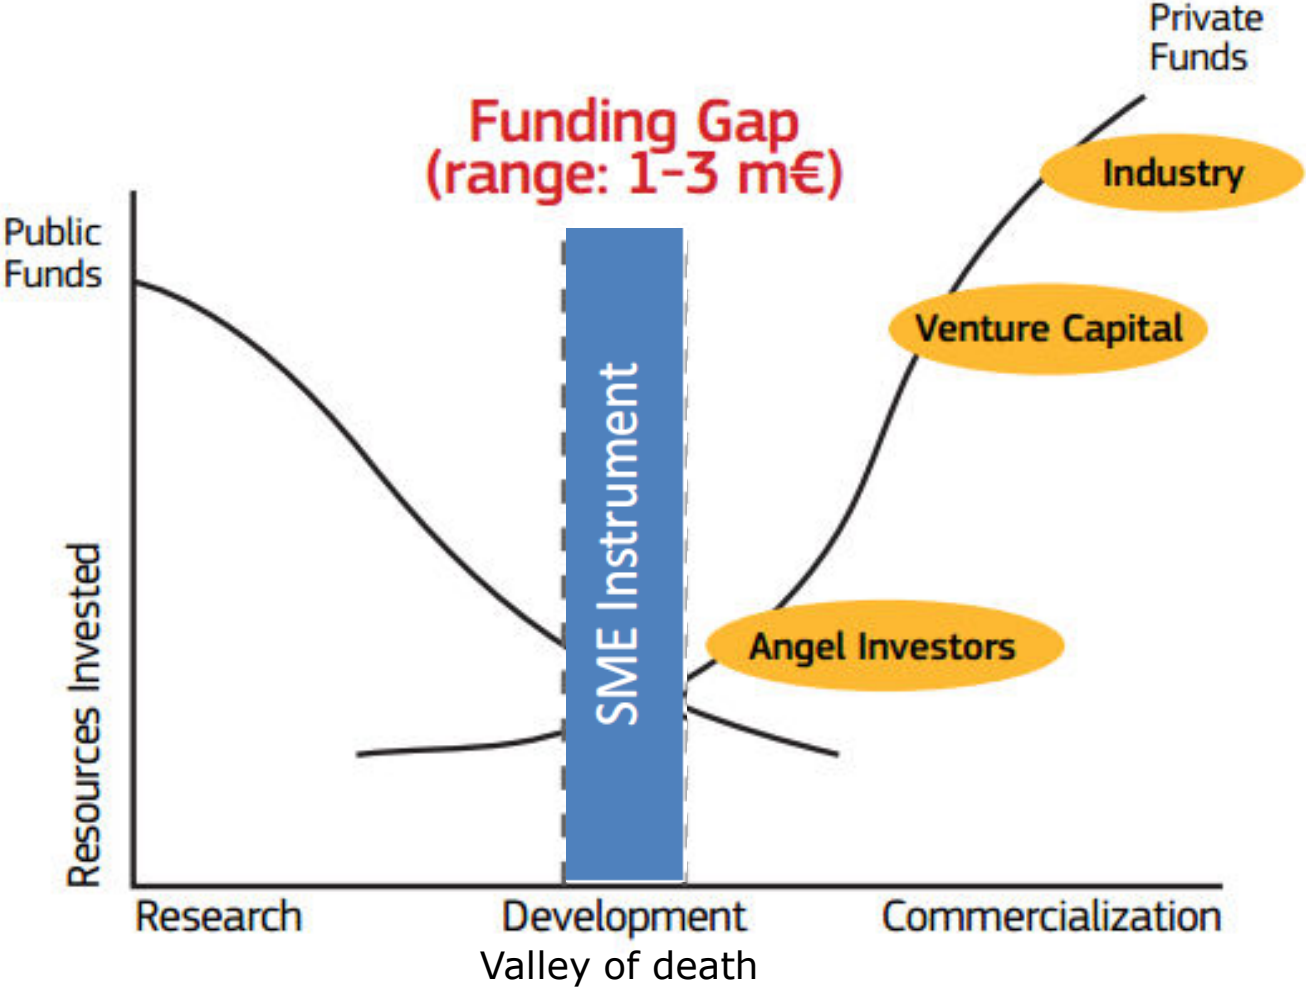 Private
Funds
Funding Gap
(range: 1-3 m€)
Industry
Public
Funds
Venture Capital
SME Instrument
Angel Investors
Resources Invested
Research
Development
Commercialization
Valley of death